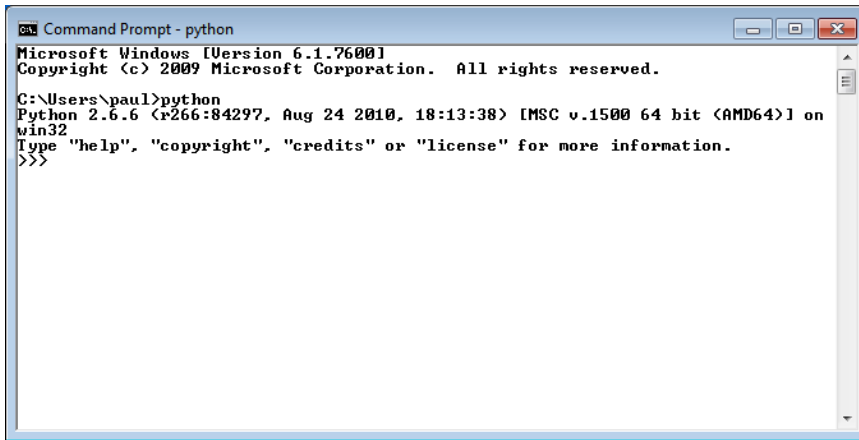 Command Prompt - python
Microsoft Windows [Version 6.1.7600]
Copyright (c) 2009 Microsoft Corporation.  All rights reserved.
C:\Users\paul>python
Python 2.6.6 (r266:84297, Aug 24 2010, 18:13:38) [MSC v.1500 64 bit (AMD64)] on
win32
Type "help", "copyright", "credits" or "license" for more information.
>>>